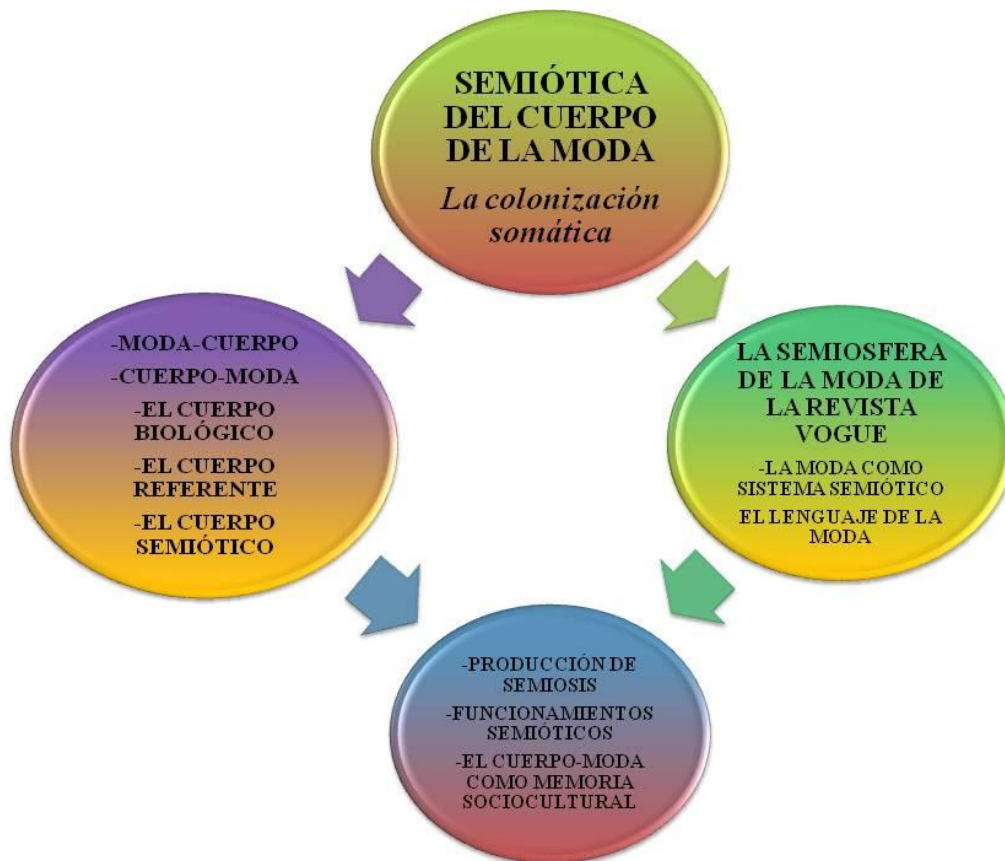 SEMIÓTICA
DEL CUERPO
DE LA MODA
La colonización
somática
-MODA-CUERPO
-CUERPO-MODA
-EL CUERPO
BIOLÓGICO
-EL CUERPO
REFERENTE
-EL CUERPO
SEMIÓTICO
LA SEMIOSFERA
DE LA MODA DE
LA REVISTA
VOGUE
-LA MODA COMO
SISTEMA SEMIÓTICO
EL LENGUAJE DE LA
MODA
-PRODUCCIÓN DE
SEMIOSIS
-FUNCIONAMIENTOS
SEMIÓTICOS
-EL CUERPO-MODA
COMO MEMORIA
SOCIOCULTURAL